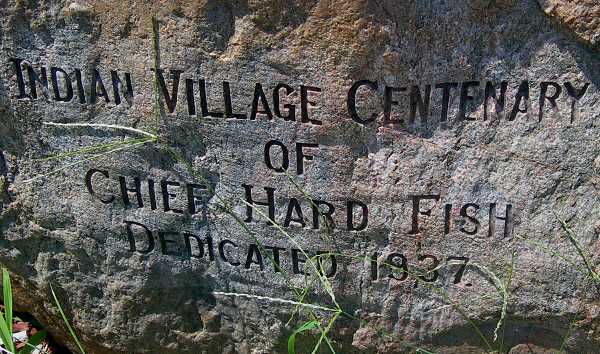 Indian Village Centenary
of
Chief Hard Fish
Dedicated 1937